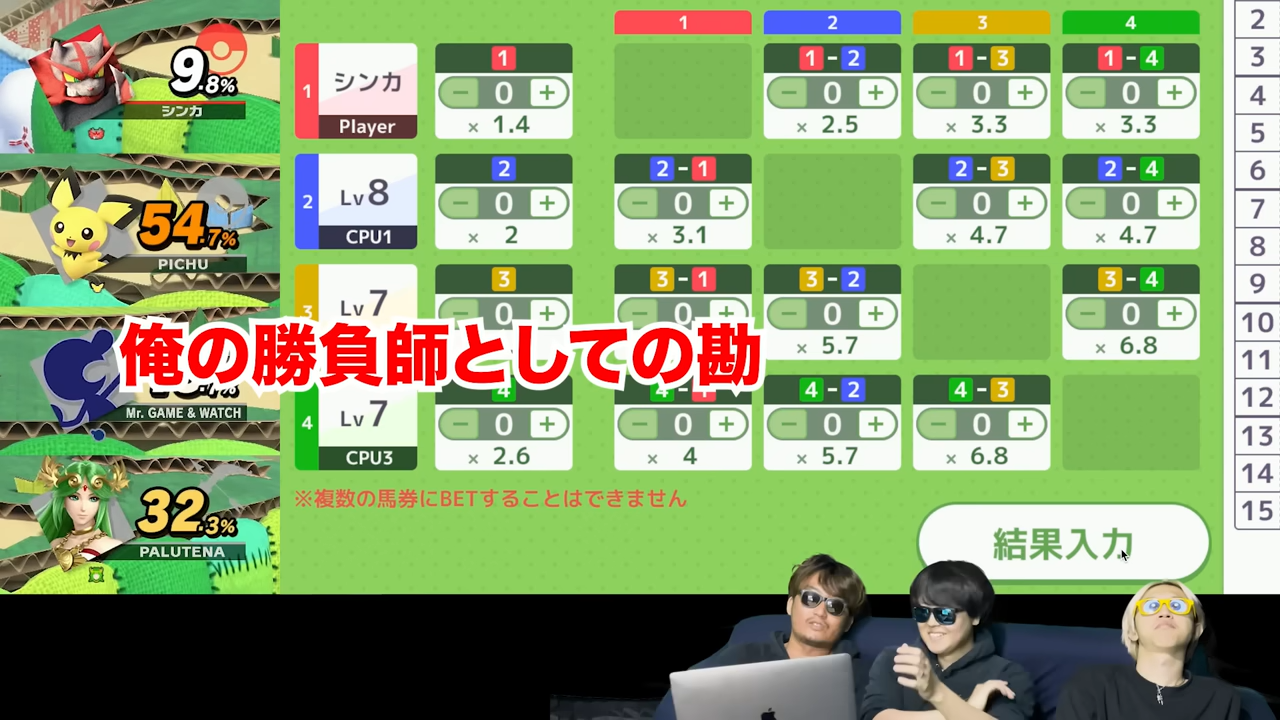 9.8%
シンカ
54.7%
PICHU
Mr. GAME & WATCH
32.3%
PALUTENA
1 2 3 4
1 シンカ Player
1 − 0 + × 1.4
1-2 − 0 + × 2.5
1-3 − 0 + × 3.3
1-4 − 0 + × 3.3
2 Lv 8 CPU1
2 − 0 + × 2
2-1 − 0 + × 3.1
2-3 − 0 + × 4.7
2-4 − 0 + × 4.7
3 Lv 7
3 − 0 +
3-1 − 0 +
3-2 − 0 + × 5.7
3-4 − 0 + × 6.8
俺の勝負師としての勘
4 Lv 7 CPU3
4 − 0 + × 2.6
4-1 − 0 + × 4
4-2 − 0 + × 5.7
4-3 − 0 + × 6.8
※複数の馬券にBETすることはできません
結果入力
2
3
4
5
6
7
8
9
10
11
12
13
14
15